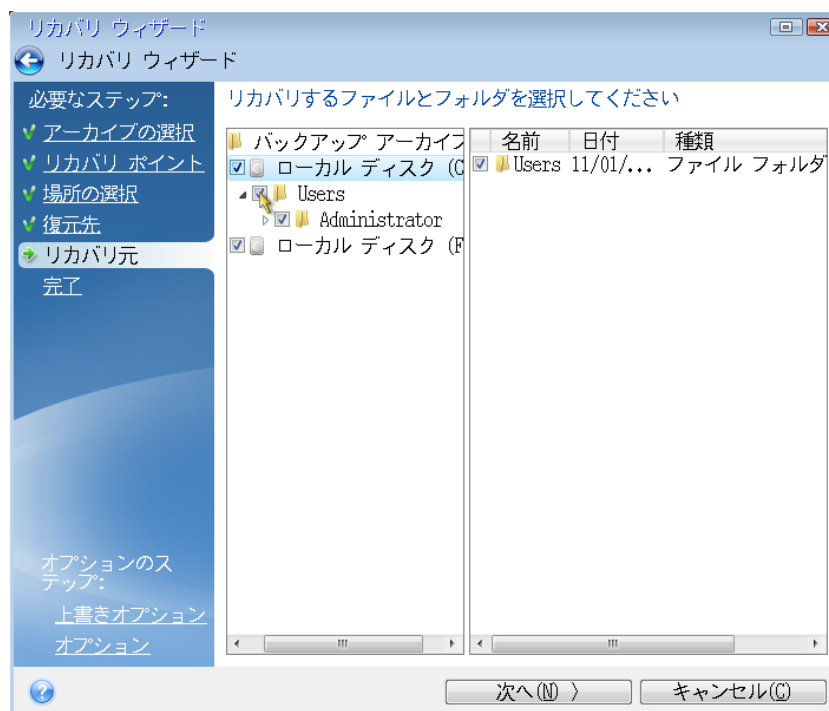 リカバリ ウィザード
リカバリ ウィザード
必要なステップ:
アーカイブの選択
リカバリ ポイント
場所の選択
復元先
リカバリ元
完了
オプションのス
テップ:
上書きオプション
オプション
リカバリするファイルとフォルダを選択してください
バックアップ アーカイブ
ローカル ディスク (C
Users
Administrator
ローカル ディスク (F
名前 日付 種類
Users 11/01/... ファイル フォルダ
次へ(N) 〉 キャンセル(C)